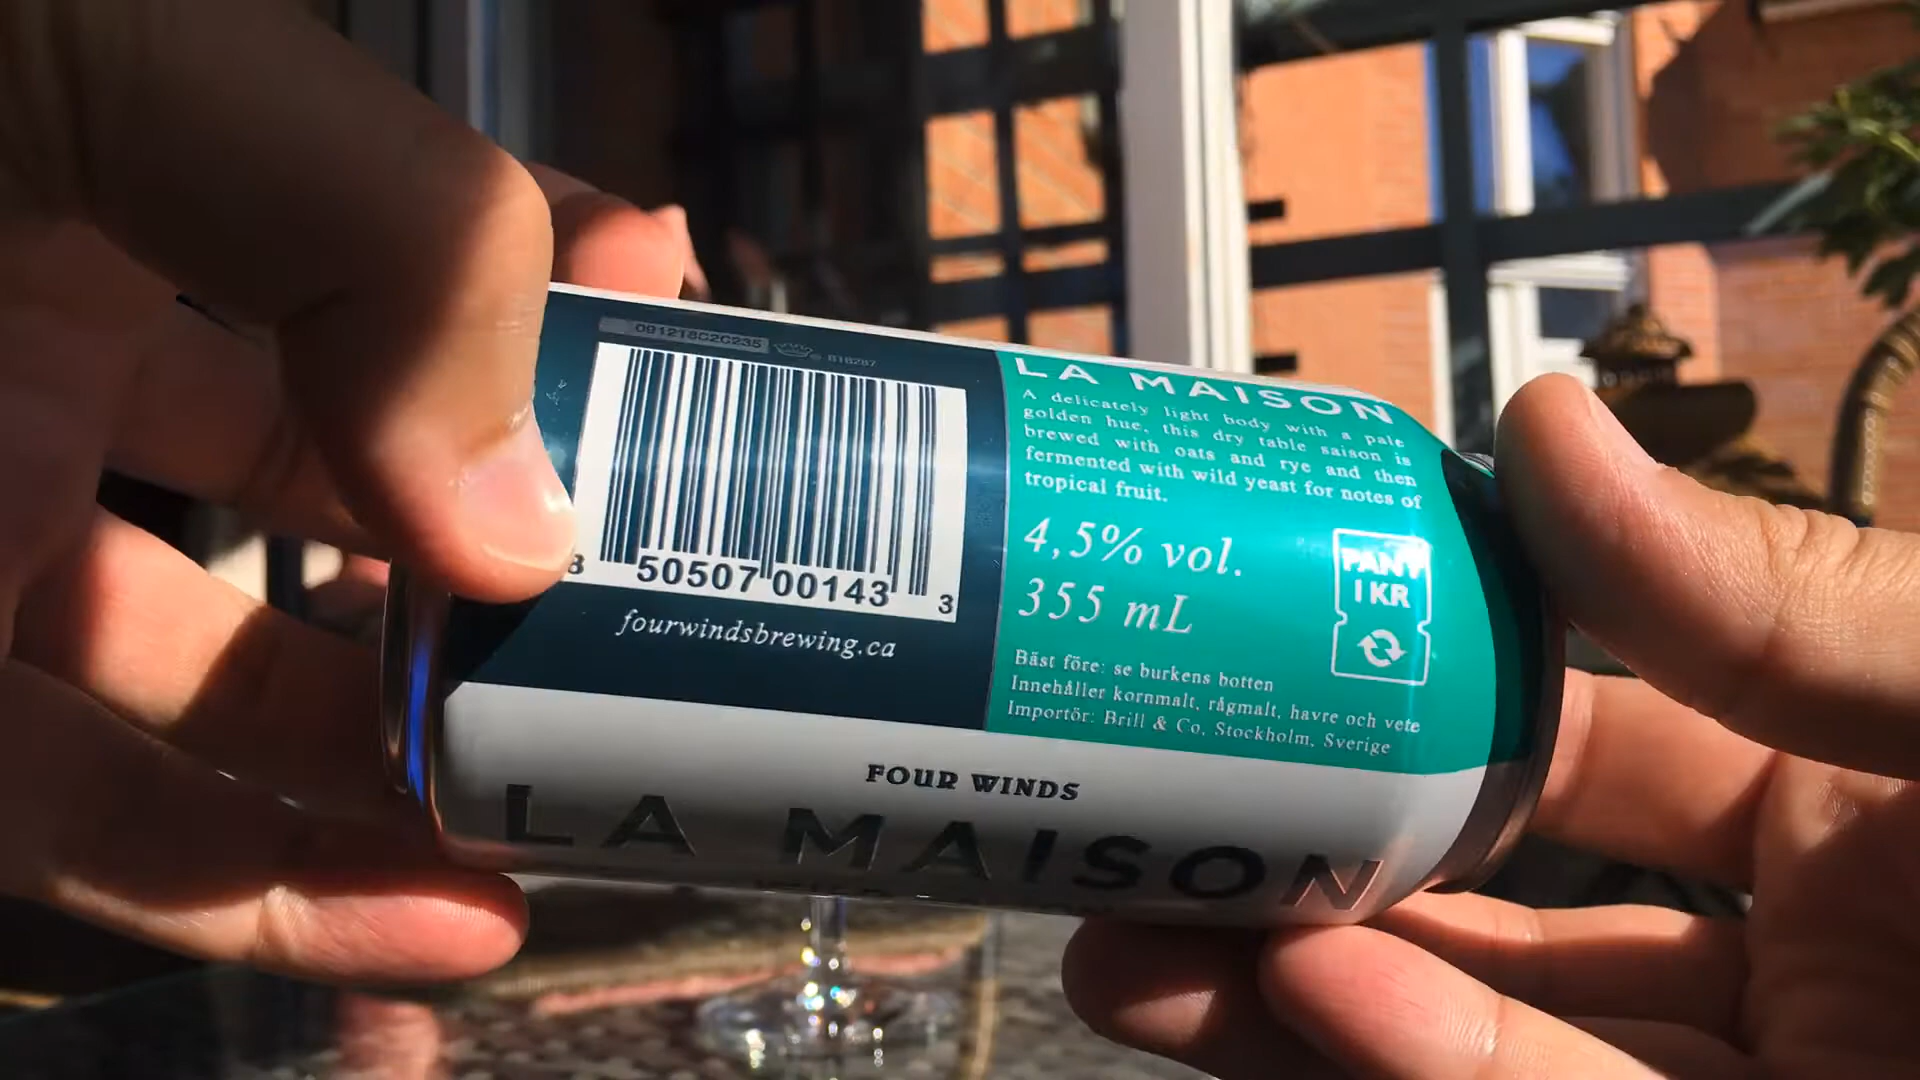 091218C2C235
818287
8 50507 00143 3
fourwindsbrewing.ca
LA MAISON
A delicately light body with a pale
golden hue, this dry table saison is
brewed with oats and rye and then
fermented with wild yeast for notes of
tropical fruit.
4,5% vol.
355 mL
PANT
1 KR
Bäst före: se burkens botten
Innehåller kornmalt, rågmalt, havre och vete
Importör: Brill & Co, Stockholm, Sverige
FOUR WINDS
LA MAISON